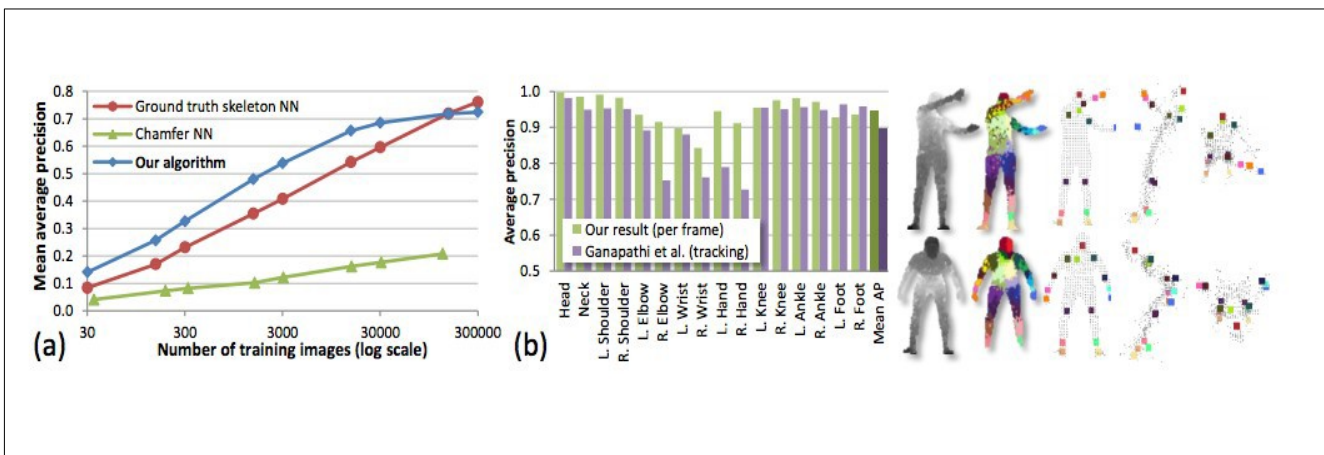 0.8
0.7
0.6
0.5
0.4
0.3
0.2
0.1
0.0
Mean average precision
Ground truth skeleton NN
Chamfer NN
Our algorithm
30
300
3000
30000
300000
(a)
Number of training images (log scale)
1.0
0.9
0.8
0.7
0.6
0.5
Average precision
Our result (per frame)
Ganapathi et al. (tracking)
Head
Neck
L. Shoulder
R. Shoulder
L. Elbow
R. Elbow
L. Wrist
R. Wrist
L. Hand
R. Hand
L. Knee
R. Knee
L. Ankle
R. Ankle
L. Foot
R. Foot
Mean AP
(b)